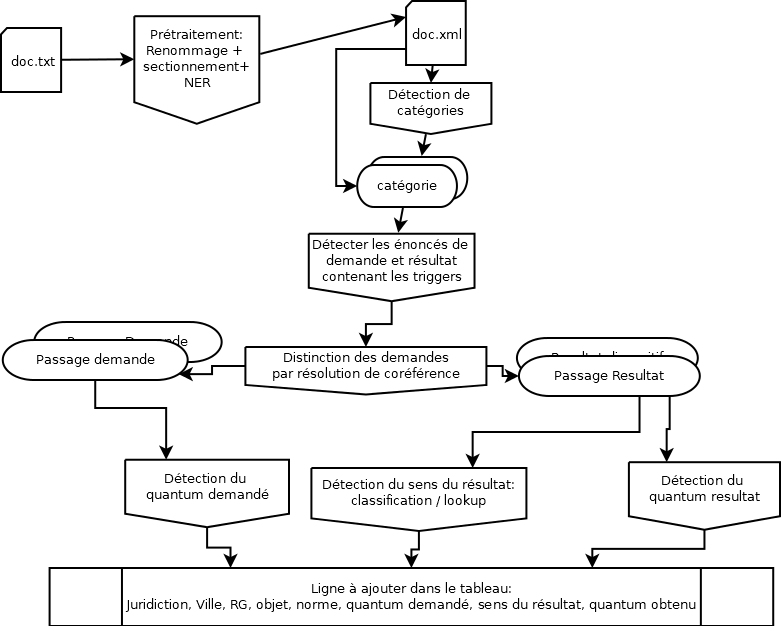 doc.txt
Prétraitement:
Renommage +
sectionnement+
NER
doc.xml
Détection de
catégories
catégorie
Détecter les énoncés de
demande et résultat
contenant les triggers
Distinction des demandes
par résolution de coréférence
Passage demande
Passage Resultat
Détection du
quantum demandé
Détection du sens du résultat:
classification / lookup
Détection du
quantum resultat
Ligne à ajouter dans le tableau:
Juridiction, Ville, RG, objet, norme, quantum demandé, sens du résultat, quantum obtenu